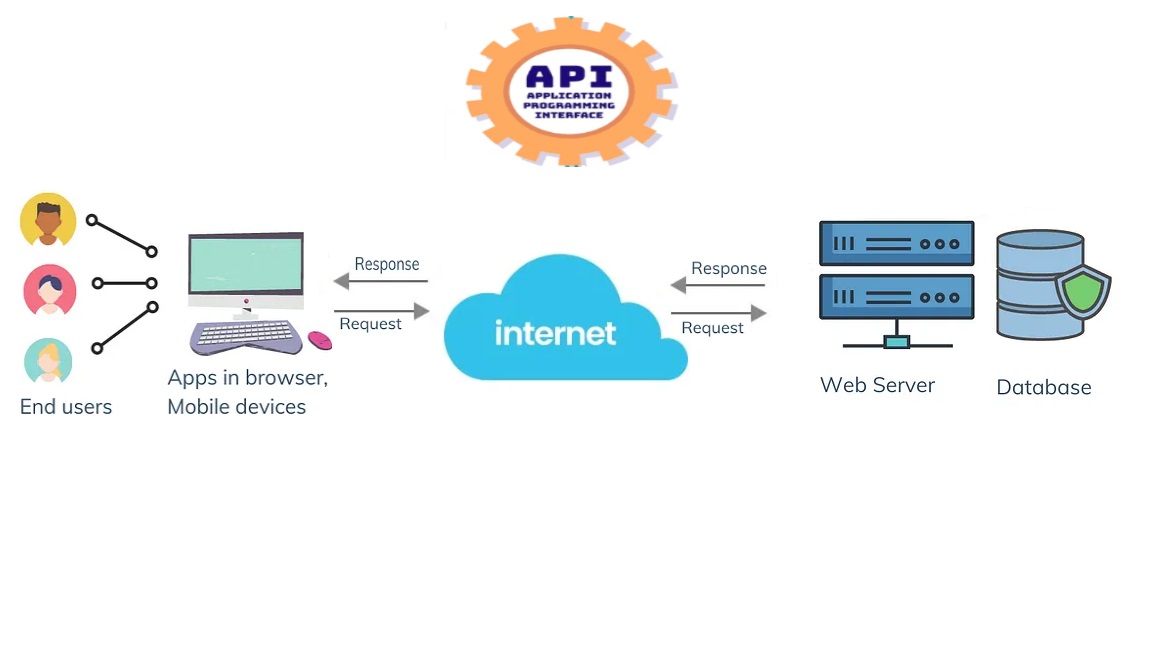 API
APPLICATION
PROGRAMMING
INTERFACE
Response
Request
internet
Response
Request
End users
Apps in browser,
Mobile devices
Web Server
Database